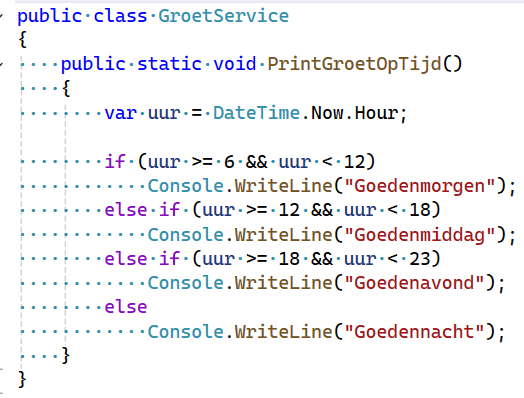 public class GroetService
{
    public static void PrintGroetOpTijd()
    {
        var uur = DateTime.Now.Hour;

        if (uur >= 6 && uur < 12)
            Console.WriteLine("Goedenmorgen");
        else if (uur >= 12 && uur < 18)
            Console.WriteLine("Goedenmiddag");
        else if (uur >= 18 && uur < 23)
            Console.WriteLine("Goedenavond");
        else
            Console.WriteLine("Goedennacht");
    }
}